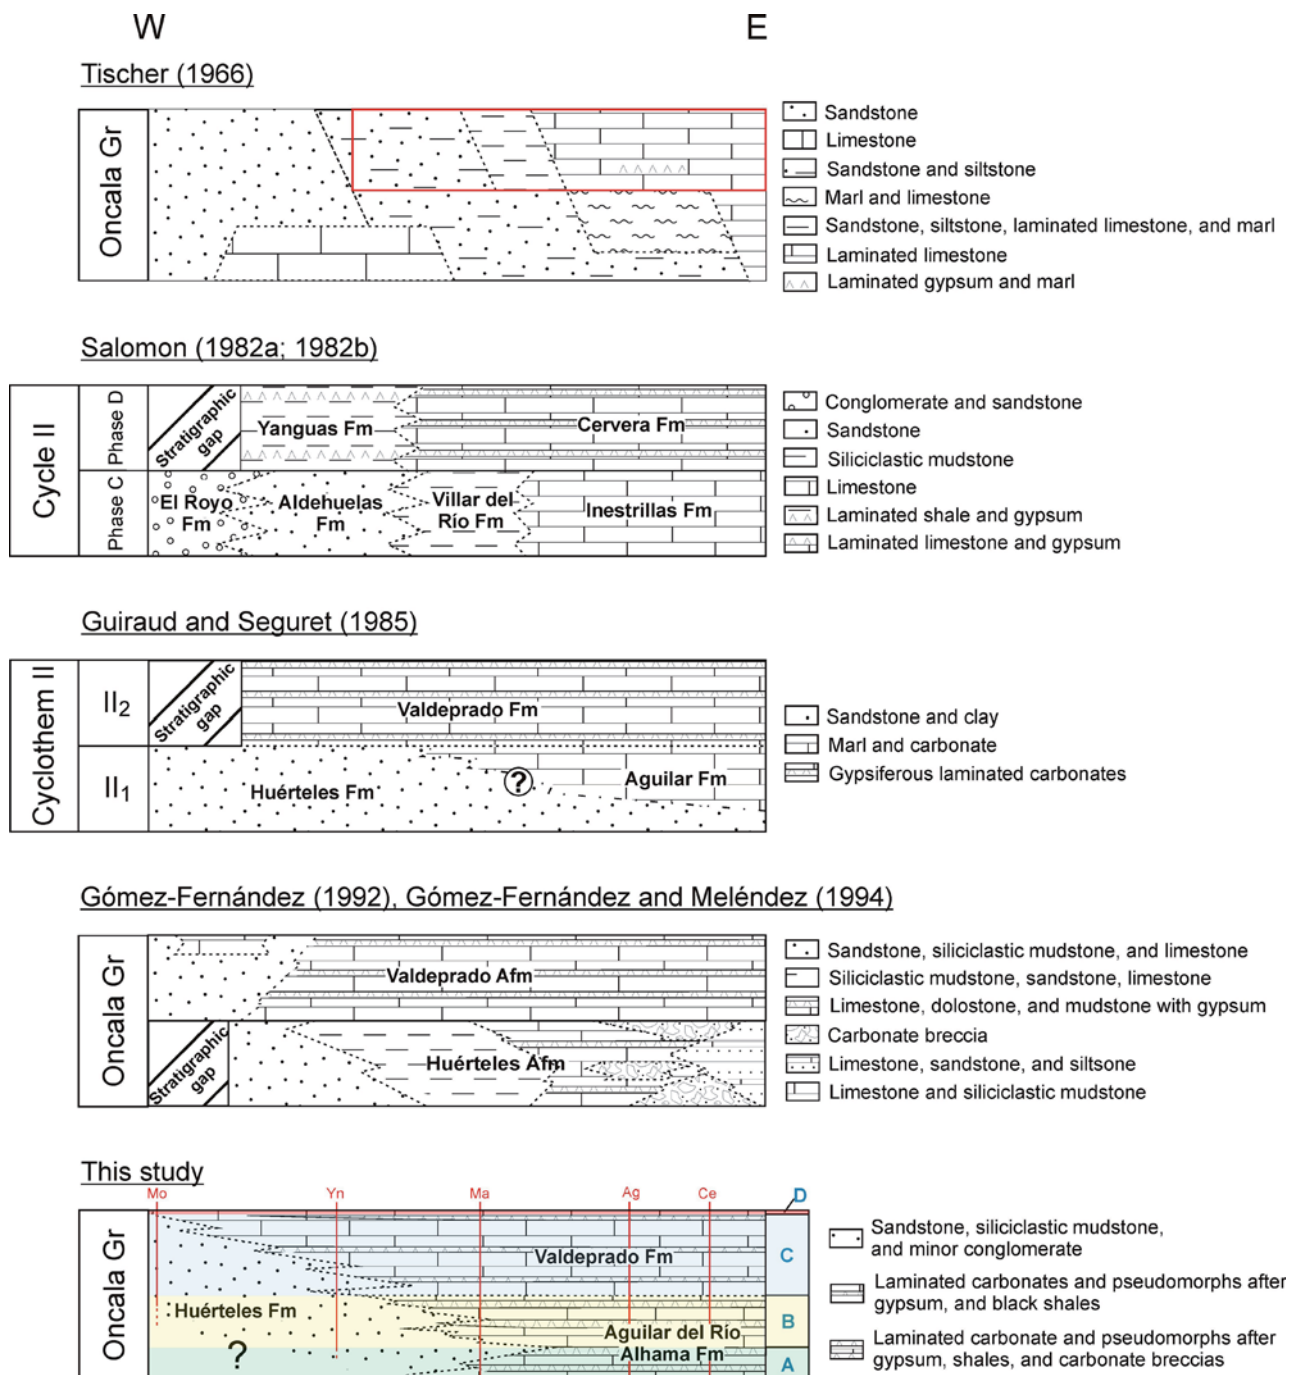 W E
Tischer (1966)
Oncala Gr
Sandstone
Limestone
Sandstone and siltstone
Marl and limestone
Sandstone, siltstone, laminated limestone, and marl
Laminated limestone
Laminated gypsum and marl
Salomon (1982a; 1982b)
Cycle II
Phase D
Phase C
Stratigraphic
gap
Yanguas Fm
Cervera Fm
El Royo
Fm
Aldehuelas
Fm
Villar del
Río Fm
Inestrillas Fm
Conglomerate and sandstone
Sandstone
Siliciclastic mudstone
Limestone
Laminated shale and gypsum
Laminated limestone and gypsum
Guiraud and Seguret (1985)
Cyclothem II
II2
II1
Stratigraphic
gap
Valdeprado Fm
Huérteles Fm
?
Aguilar Fm
Sandstone and clay
Marl and carbonate
Gypsiferous laminated carbonates
Gómez-Fernández (1992), Gómez-Fernández and Meléndez (1994)
Oncala Gr
Valdeprado Afm
Stratigraphic
gap
Huérteles Afm
Sandstone, siliciclastic mudstone, and limestone
Siliciclastic mudstone, sandstone, limestone
Limestone, dolostone, and mudstone with gypsum
Carbonate breccia
Limestone, sandstone, and siltsone
Limestone and siliciclastic mudstone
This study
Mo Yn Ma Ag Ce D
Oncala Gr
Valdeprado Fm
C
Huérteles Fm
B
Aguilar del Río
?
Alhama Fm
A
Sandstone, siliciclastic mudstone,
and minor conglomerate
Laminated carbonates and pseudomorphs after
gypsum, and black shales
Laminated carbonate and pseudomorphs after
gypsum, shales, and carbonate breccias